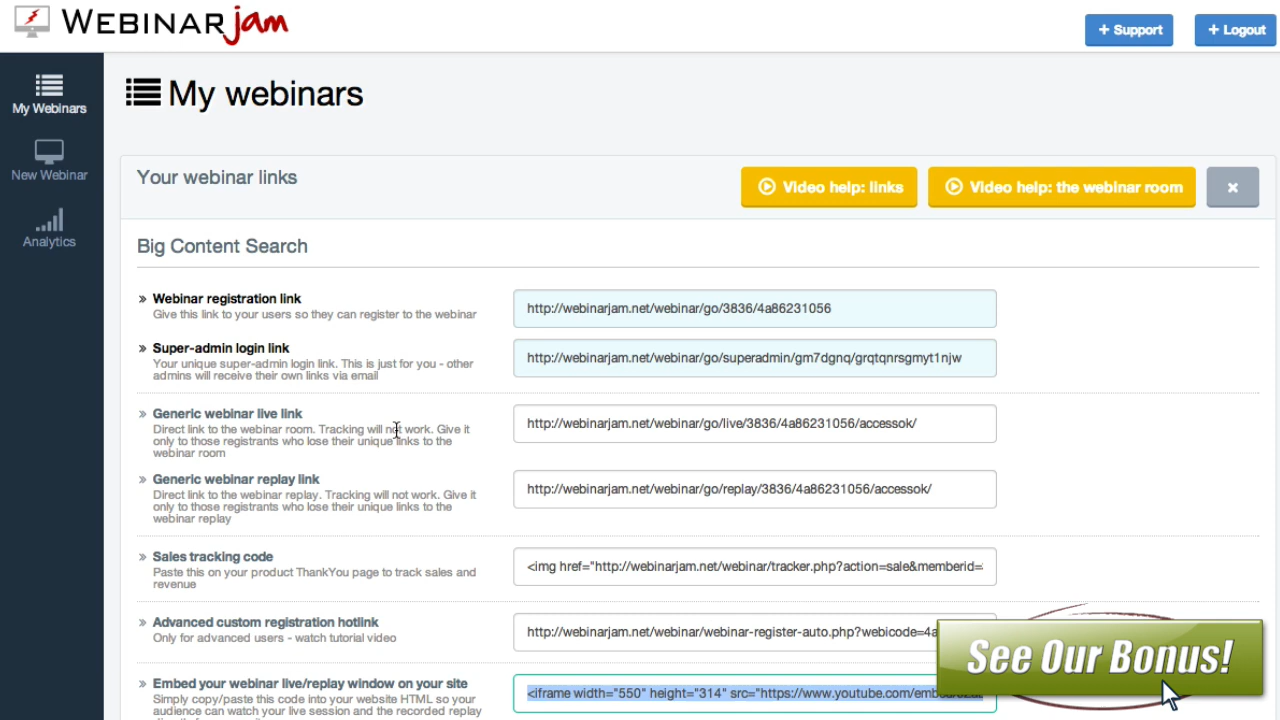 WEBINARjam
+ Support
+ Logout
My Webinars
New Webinar
Analytics
My webinars
Your webinar links
Video help: links
Video help: the webinar room
×
Big Content Search
» Webinar registration link
Give this link to your users so they can register to the webinar
http://webinarjam.net/webinar/go/3836/4a86231056
» Super-admin login link
Your unique super-admin login link. This is just for you - other
admins will receive their own links via email
http://webinarjam.net/webinar/go/superadmin/gm7dgnq/grqtqnrsgmyt1njw
» Generic webinar live link
Direct link to the webinar room. Tracking will not work. Give it
only to those registrants who lose their unique links to the
webinar room
http://webinarjam.net/webinar/go/live/3836/4a86231056/accessok/
» Generic webinar replay link
Direct link to the webinar replay. Tracking will not work. Give it
only to those registrants who lose their unique links to the
webinar replay
http://webinarjam.net/webinar/go/replay/3836/4a86231056/accessok/
» Sales tracking code
Paste this on your product ThankYou page to track sales and
revenue
<img href="http://webinarjam.net/webinar/tracker.php?action=sale&memberid=
» Advanced custom registration hotlink
Only for advanced users - watch tutorial video
http://webinarjam.net/webinar/webinar-register-auto.php?webicode=4a
See Our Bonus!
» Embed your webinar live/replay window on your site
Simply copy/paste this code into your website HTML so your
audience can watch your live session and the recorded replay
<iframe width="550" height="314" src="https://www.youtube.com/